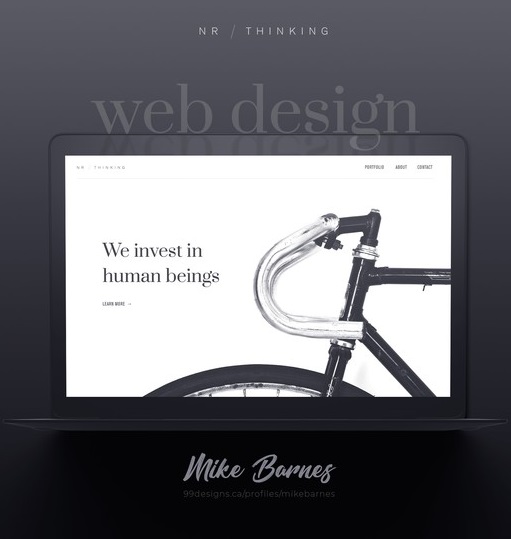 NR / THINKING
web design
NR / THINKING
PORTFOLIO ABOUT CONTACT
We invest in
human beings
LEARN MORE →
Mike Barnes
99designs.ca/profiles/mikebarnes